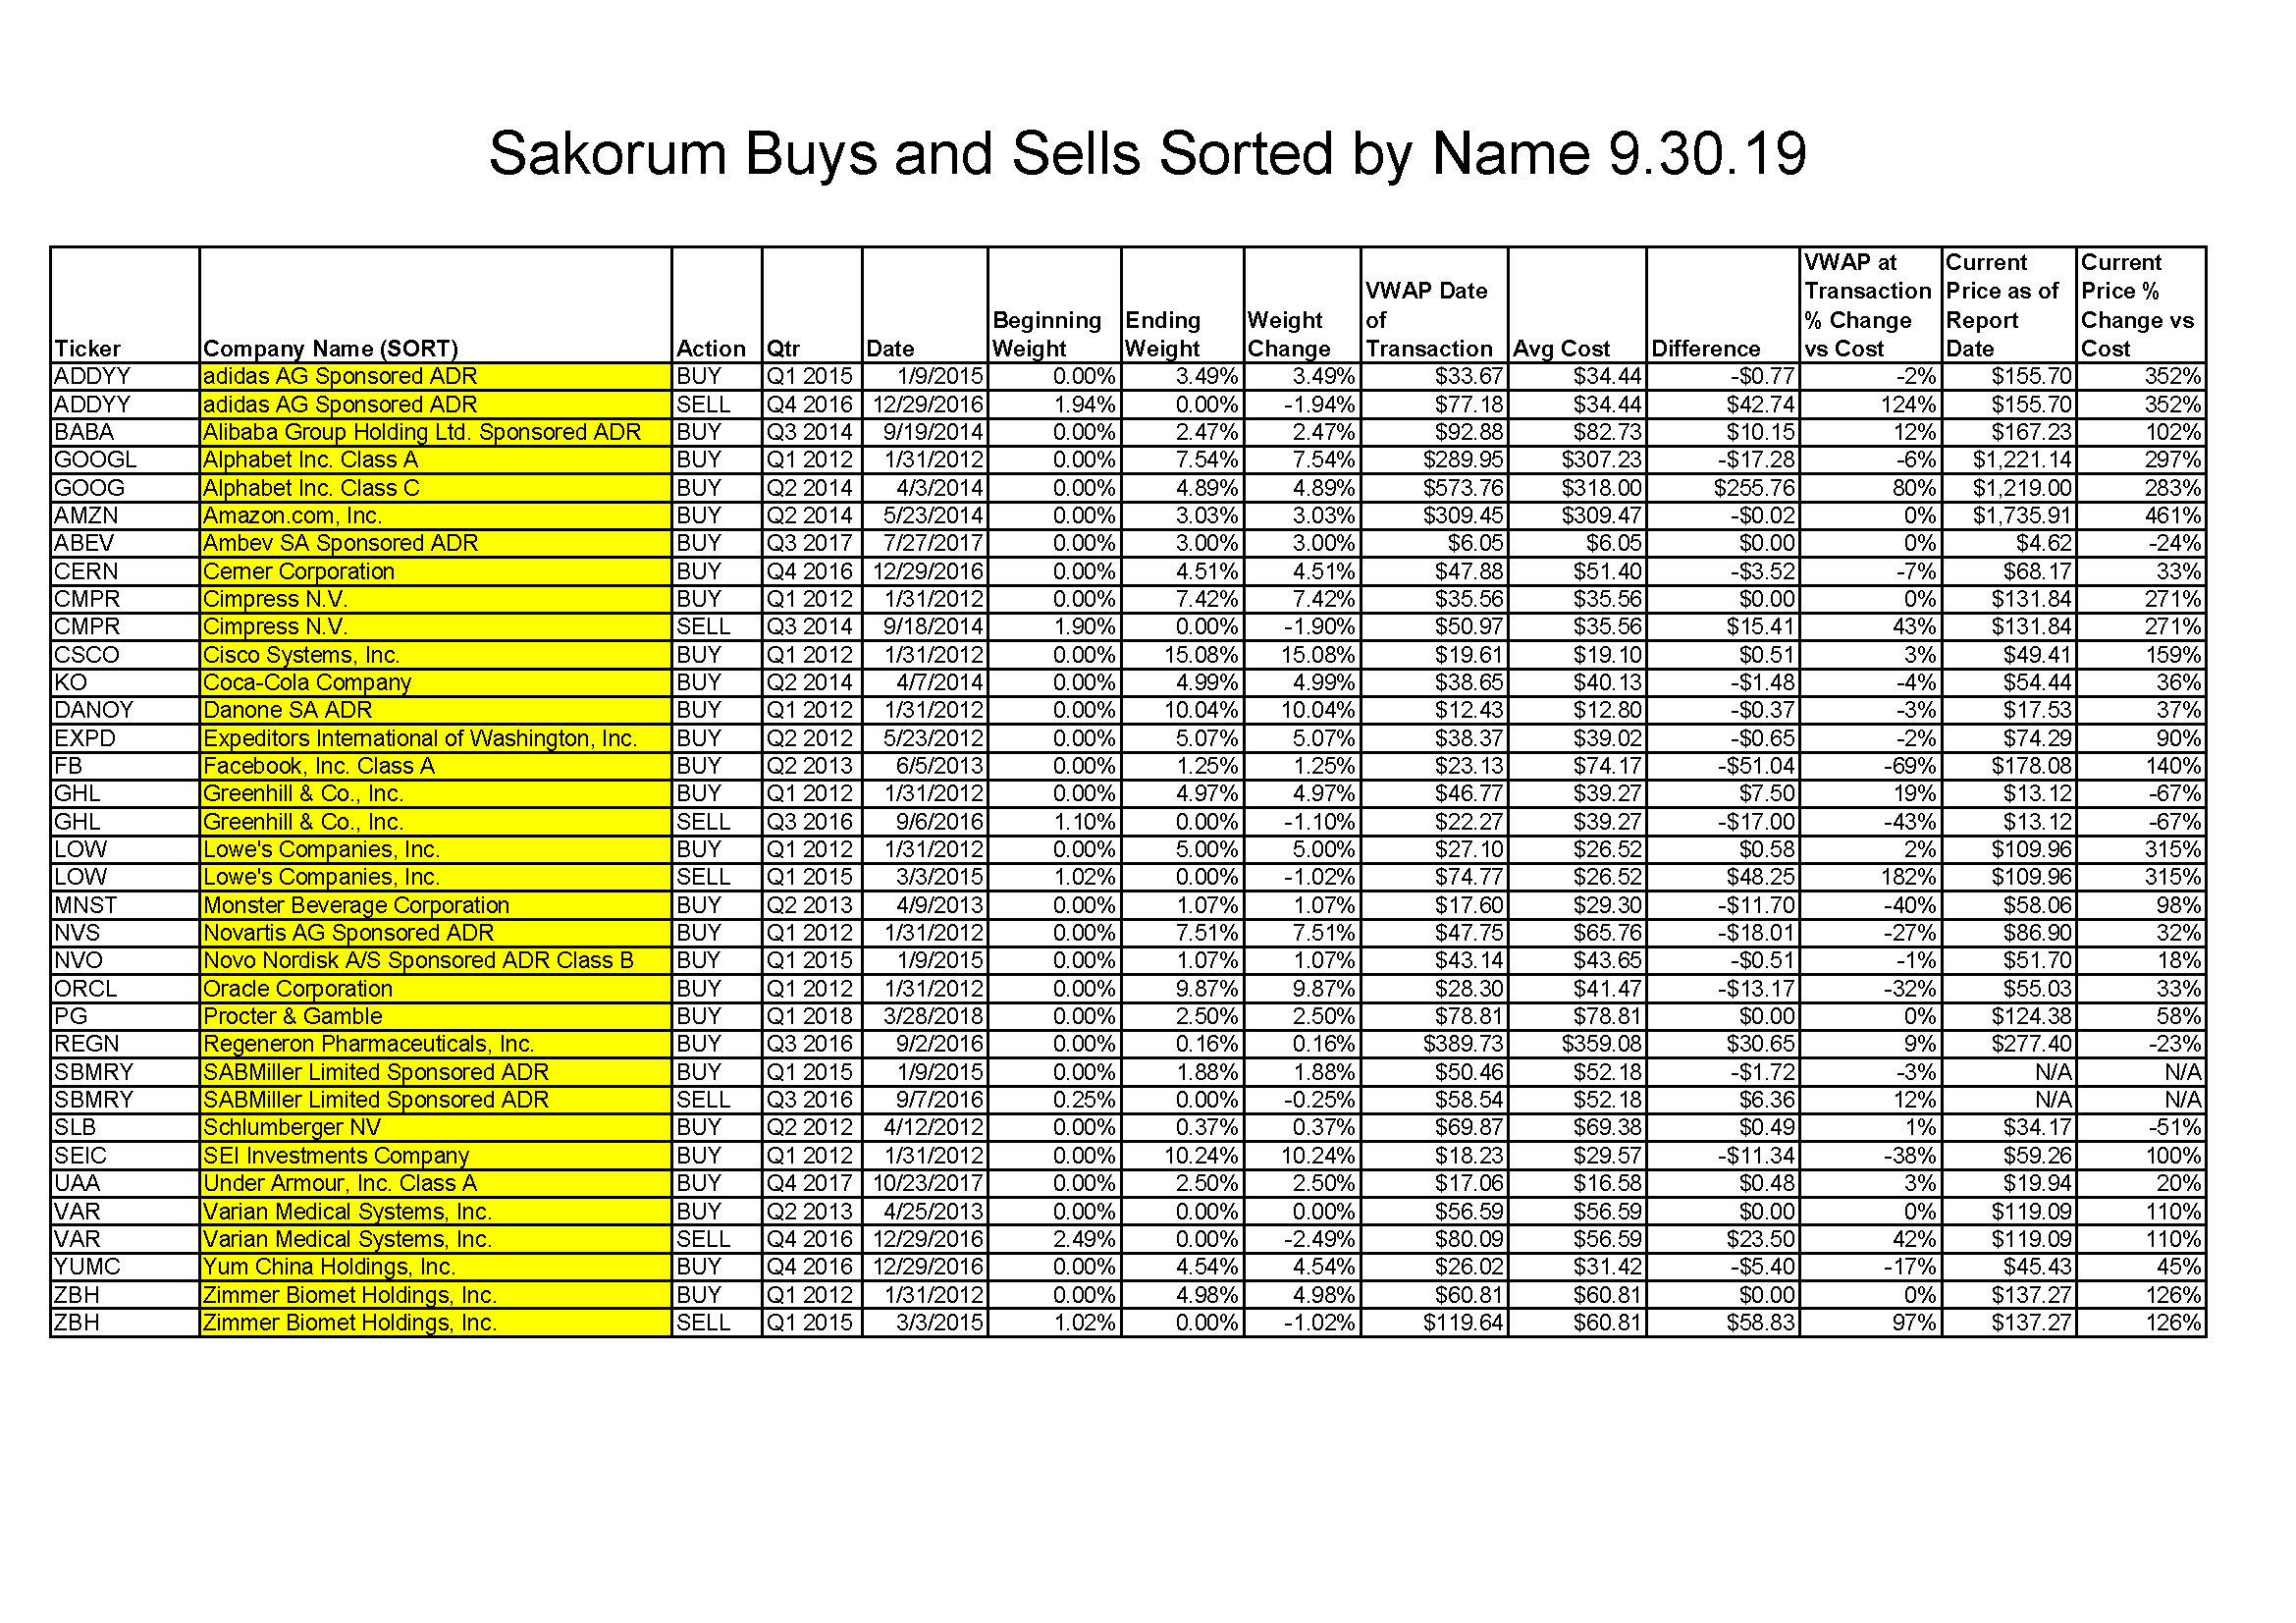 Sakorum Buys and Sells Sorted by Name 9.30.19
Ticker Company Name (SORT) Action Qtr Date Beginning Weight Ending Weight Weight Change VWAP Date of Transaction Avg Cost Difference VWAP at Transaction % Change vs Cost Current Price as of Report Date Current Price % Change vs Cost
ADDYY adidas AG Sponsored ADR BUY Q1 2015 1/9/2015 0.00% 3.49% 3.49% $33.67 $34.44 -$0.77 -2% $155.70 352%
ADDYY adidas AG Sponsored ADR SELL Q4 2016 12/29/2016 1.94% 0.00% -1.94% $77.18 $34.44 $42.74 124% $155.70 352%
BABA Alibaba Group Holding Ltd. Sponsored ADR BUY Q3 2014 9/19/2014 0.00% 2.47% 2.47% $92.88 $82.73 $10.15 12% $167.23 102%
GOOGL Alphabet Inc. Class A BUY Q1 2012 1/31/2012 0.00% 7.54% 7.54% $289.95 $307.23 -$17.28 -6% $1,221.14 297%
GOOG Alphabet Inc. Class C BUY Q2 2014 4/3/2014 0.00% 4.89% 4.89% $573.76 $318.00 $255.76 80% $1,219.00 283%
AMZN Amazon.com, Inc. BUY Q2 2014 5/23/2014 0.00% 3.03% 3.03% $309.45 $309.47 -$0.02 0% $1,735.91 461%
ABEV Ambev SA Sponsored ADR BUY Q3 2017 7/27/2017 0.00% 3.00% 3.00% $6.05 $6.05 $0.00 0% $4.62 -24%
CERN Cerner Corporation BUY Q4 2016 12/29/2016 0.00% 4.51% 4.51% $47.88 $51.40 -$3.52 -7% $68.17 33%
CMPR Cimpress N.V. BUY Q1 2012 1/31/2012 0.00% 7.42% 7.42% $35.56 $35.56 $0.00 0% $131.84 271%
CMPR Cimpress N.V. SELL Q3 2014 9/18/2014 1.90% 0.00% -1.90% $50.97 $35.56 $15.41 43% $131.84 271%
CSCO Cisco Systems, Inc. BUY Q1 2012 1/31/2012 0.00% 15.08% 15.08% $19.61 $19.10 $0.51 3% $49.41 159%
KO Coca-Cola Company BUY Q2 2014 4/7/2014 0.00% 4.99% 4.99% $38.65 $40.13 -$1.48 -4% $54.44 36%
DANOY Danone SA ADR BUY Q1 2012 1/31/2012 0.00% 10.04% 10.04% $12.43 $12.80 -$0.37 -3% $17.53 37%
EXPD Expeditors International of Washington, Inc. BUY Q2 2012 5/23/2012 0.00% 5.07% 5.07% $38.37 $39.02 -$0.65 -2% $74.29 90%
FB Facebook, Inc. Class A BUY Q2 2013 6/5/2013 0.00% 1.25% 1.25% $23.13 $74.17 -$51.04 -69% $178.08 140%
GHL Greenhill & Co., Inc. BUY Q1 2012 1/31/2012 0.00% 4.97% 4.97% $46.77 $39.27 $7.50 19% $13.12 -67%
GHL Greenhill & Co., Inc. SELL Q3 2016 9/6/2016 1.10% 0.00% -1.10% $22.27 $39.27 -$17.00 -43% $13.12 -67%
LOW Lowe's Companies, Inc. BUY Q1 2012 1/31/2012 0.00% 5.00% 5.00% $27.10 $26.52 $0.58 2% $109.96 315%
LOW Lowe's Companies, Inc. SELL Q1 2015 3/3/2015 1.02% 0.00% -1.02% $74.77 $26.52 $48.25 182% $109.96 315%
MNST Monster Beverage Corporation BUY Q2 2013 4/9/2013 0.00% 1.07% 1.07% $17.60 $29.30 -$11.70 -40% $58.06 98%
NVS Novartis AG Sponsored ADR BUY Q1 2012 1/31/2012 0.00% 7.51% 7.51% $47.75 $65.76 -$18.01 -27% $86.90 32%
NVO Novo Nordisk A/S Sponsored ADR Class B BUY Q1 2015 1/9/2015 0.00% 1.07% 1.07% $43.14 $43.65 -$0.51 -1% $51.70 18%
ORCL Oracle Corporation BUY Q1 2012 1/31/2012 0.00% 9.87% 9.87% $28.30 $41.47 -$13.17 -32% $55.03 33%
PG Procter & Gamble BUY Q1 2018 3/28/2018 0.00% 2.50% 2.50% $78.81 $78.81 $0.00 0% $124.38 58%
REGN Regeneron Pharmaceuticals, Inc. BUY Q3 2016 9/2/2016 0.00% 0.16% 0.16% $389.73 $359.08 $30.65 9% $277.40 -23%
SBMRY SABMiller Limited Sponsored ADR BUY Q1 2015 1/9/2015 0.00% 1.88% 1.88% $50.46 $52.18 -$1.72 -3% N/A N/A
SBMRY SABMiller Limited Sponsored ADR SELL Q3 2016 9/7/2016 0.25% 0.00% -0.25% $58.54 $52.18 $6.36 12% N/A N/A
SLB Schlumberger NV BUY Q2 2012 4/12/2012 0.00% 0.37% 0.37% $69.87 $69.38 $0.49 1% $34.17 -51%
SEIC SEI Investments Company BUY Q1 2012 1/31/2012 0.00% 10.24% 10.24% $18.23 $29.57 -$11.34 -38% $59.26 100%
UAA Under Armour, Inc. Class A BUY Q4 2017 10/23/2017 0.00% 2.50% 2.50% $17.06 $16.58 $0.48 3% $19.94 20%
VAR Varian Medical Systems, Inc. BUY Q2 2013 4/25/2013 0.00% 0.00% 0.00% $56.59 $56.59 $0.00 0% $119.09 110%
VAR Varian Medical Systems, Inc. SELL Q4 2016 12/29/2016 2.49% 0.00% -2.49% $80.09 $56.59 $23.50 42% $119.09 110%
YUMC Yum China Holdings, Inc. BUY Q4 2016 12/29/2016 0.00% 4.54% 4.54% $26.02 $31.42 -$5.40 -17% $45.43 45%
ZBH Zimmer Biomet Holdings, Inc. BUY Q1 2012 1/31/2012 0.00% 4.98% 4.98% $60.81 $60.81 $0.00 0% $137.27 126%
ZBH Zimmer Biomet Holdings, Inc. SELL Q1 2015 3/3/2015 1.02% 0.00% -1.02% $119.64 $60.81 $58.83 97% $137.27 126%